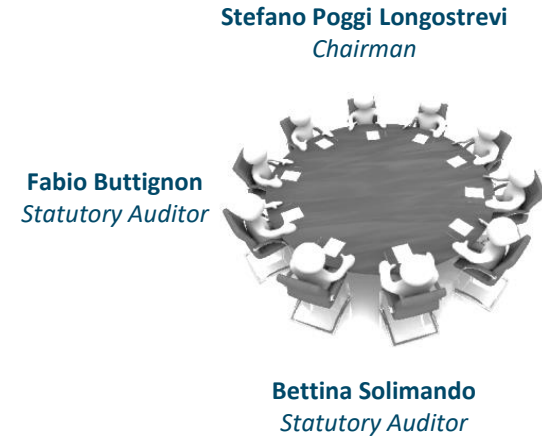 Stefano Poggi Longostrevi
Chairman
Fabio Buttignon
Statutory Auditor
Bettina Solimando
Statutory Auditor